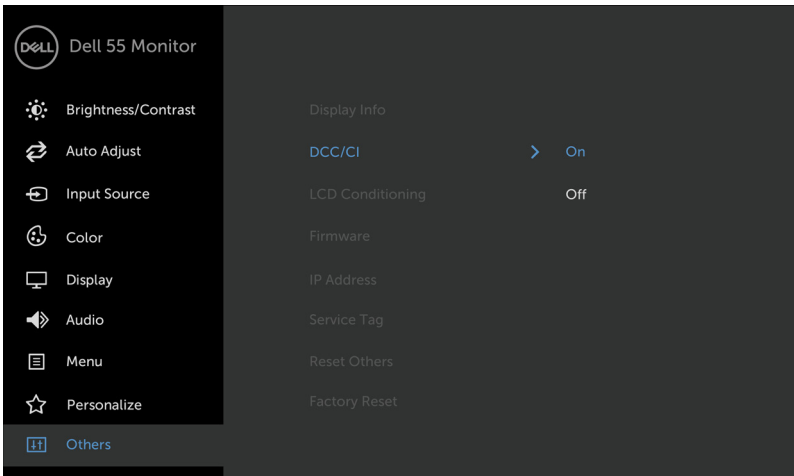 DELL Dell 55 Monitor
Brightness/Contrast
Auto Adjust
Input Source
Color
Display
Audio
Menu
Personalize
Others
Display Info
DCC/CI On
LCD Conditioning Off
Firmware
IP Address
Service Tag
Reset Others
Factory Reset